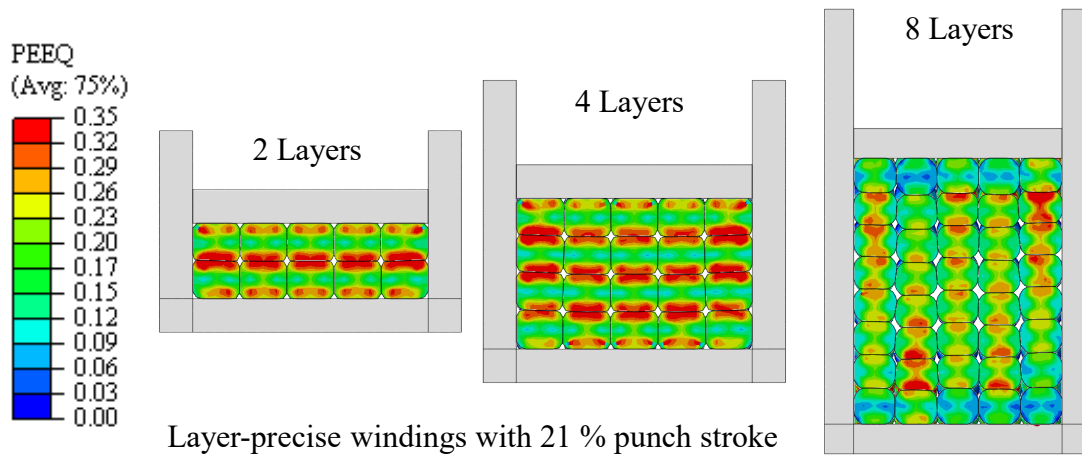 PEEQ
(Avg: 75%)
0.35
0.32
0.29
0.26
0.23
0.20
0.17
0.15
0.12
0.09
0.06
0.03
0.00
2 Layers
4 Layers
8 Layers
Layer-precise windings with 21 % punch stroke